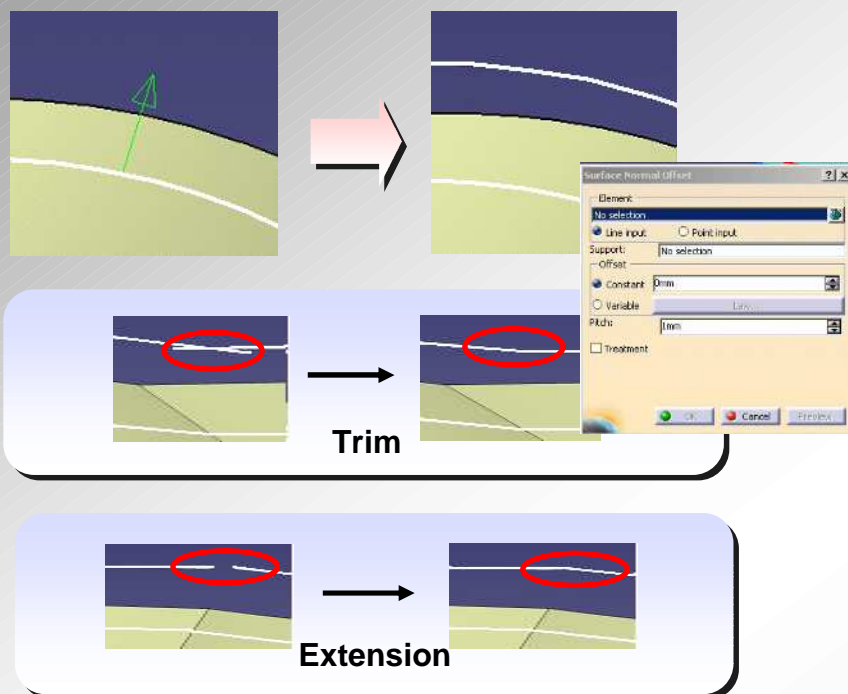 Surface Normal Offset
Element
No selection
Line input Point input
Support: No selection
Offset
Constant 0mm
Variable Law...
Pitch: 1mm
Treatment
OK Cancel Preview
Trim
Extension